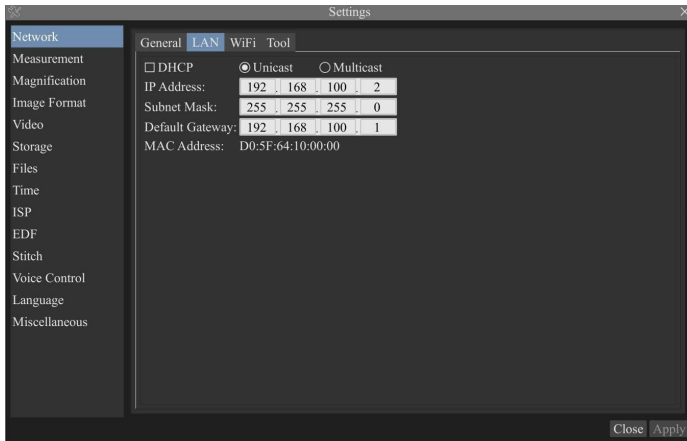 Settings
Network
Measurement
Magnification
Image Format
Video
Storage
Files
Time
ISP
EDF
Stitch
Voice Control
Language
Miscellaneous
General LAN WiFi Tool
DHCP Unicast Multicast
IP Address: 192 . 168 . 100 . 2
Subnet Mask: 255 . 255 . 255 . 0
Default Gateway: 192 . 168 . 100 . 1
MAC Address: D0:5F:64:10:00:00
Close Apply